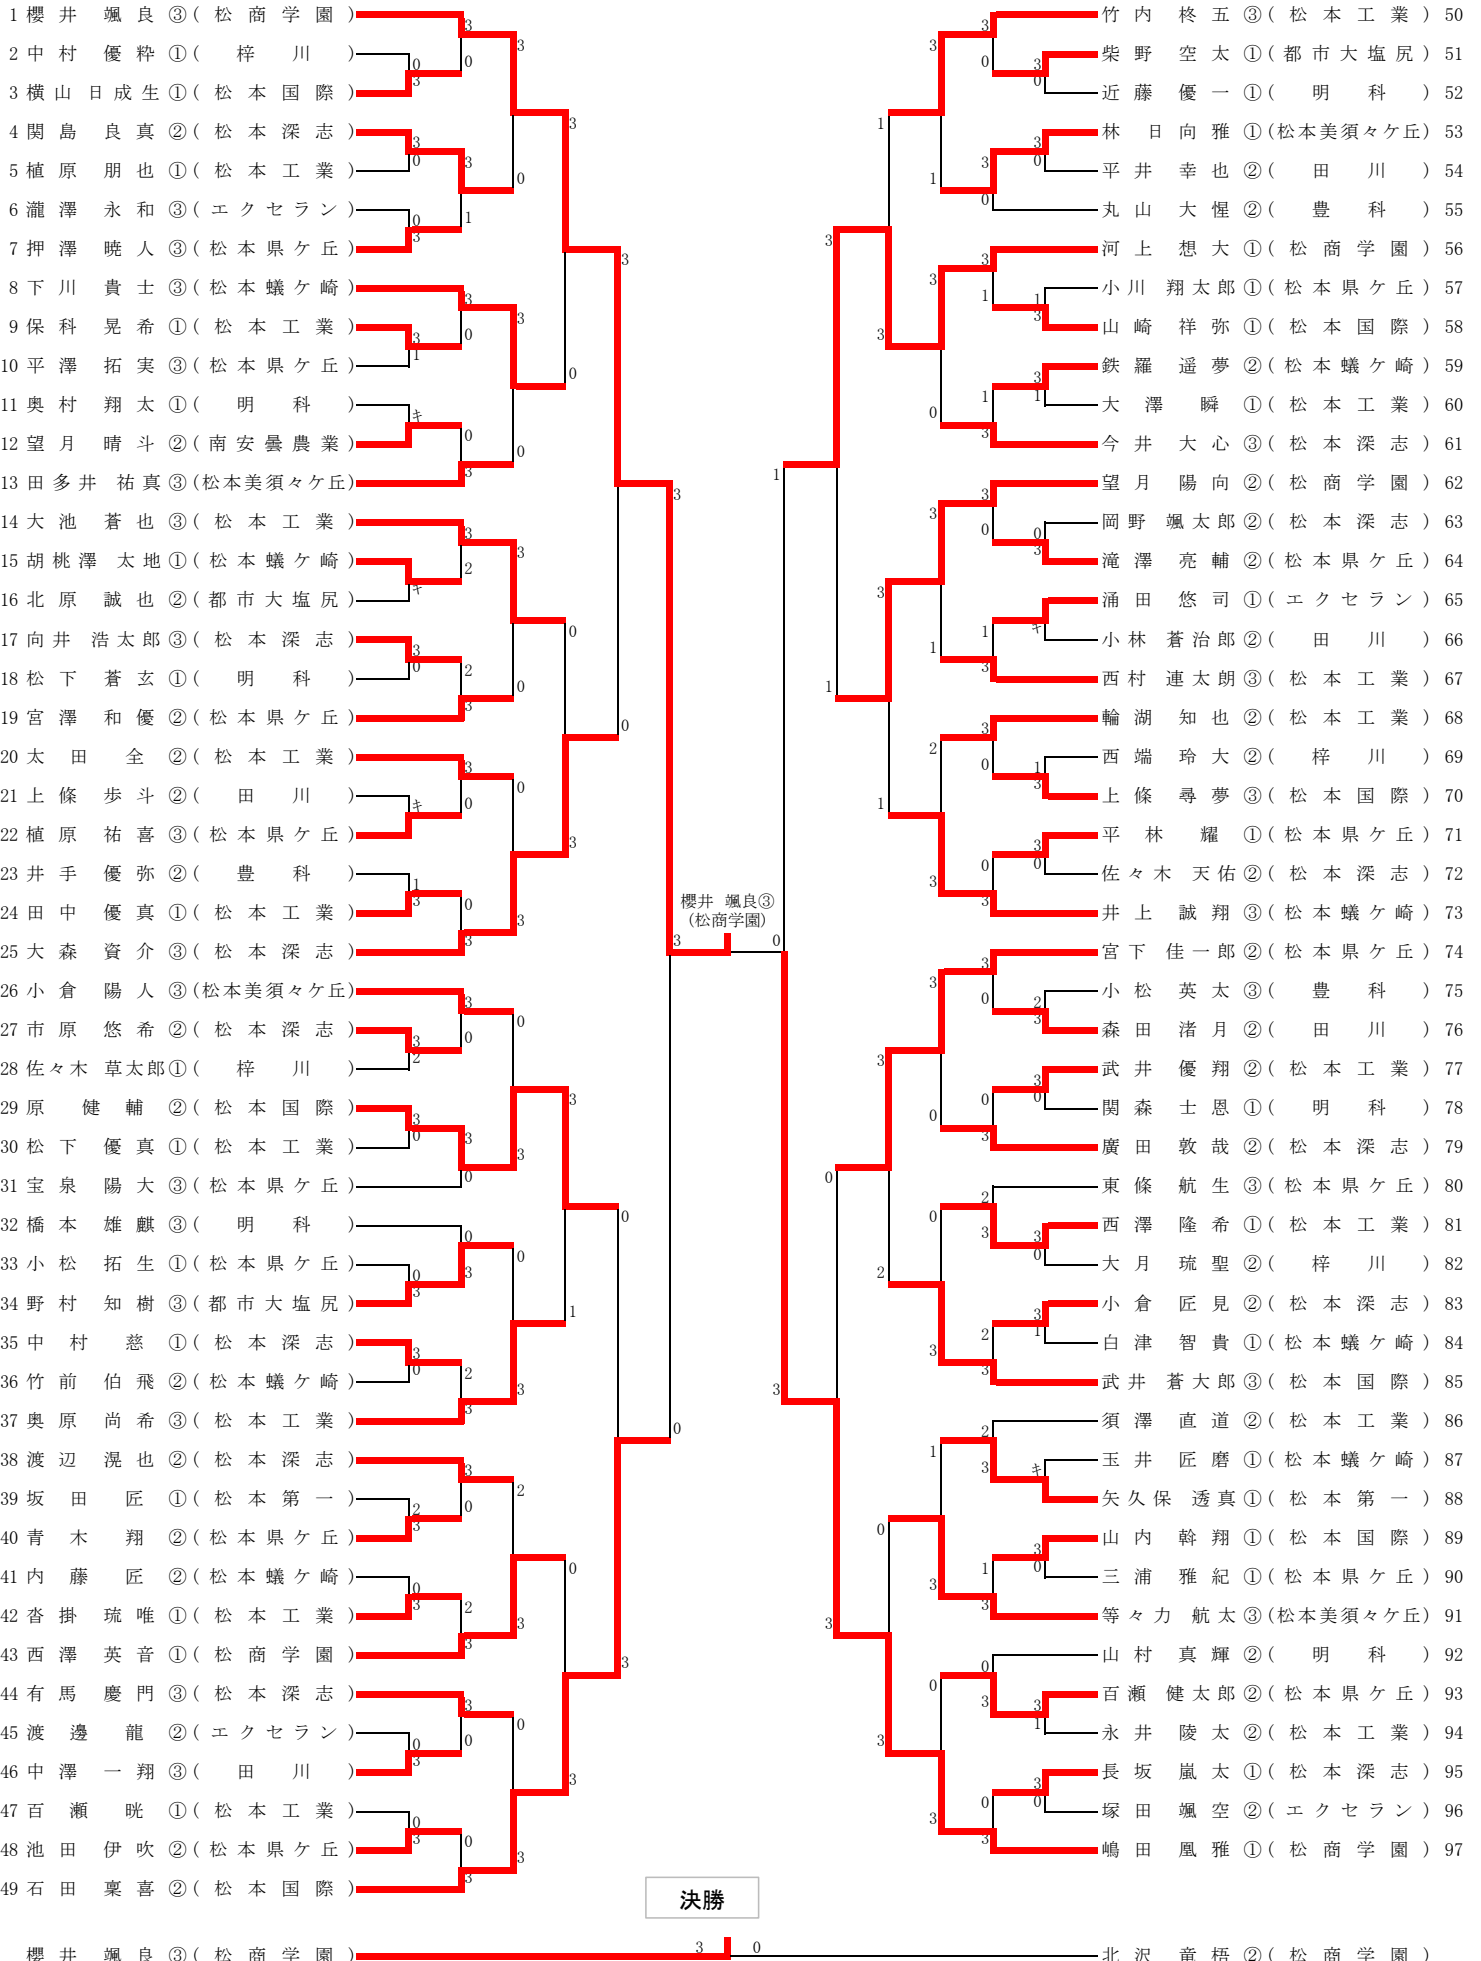 1 櫻井 颯良 ③(松商学園)
2 中村 優粋 ①(梓川)
3 横山 日成生 ①(松本国際)
4 関島 良真 ②(松本深志)
5 植原 朋也 ①(松本工業)
6 瀧澤 永和 ③(エクセラン)
7 押澤 暁人 ③(松本県ケ丘)
8 下川 貴士 ③(松本蟻ケ崎)
9 保科 晃希 ①(松本工業)
10 平澤 拓実 ③(松本県ケ丘)
11 奥村 翔太 ①(明科)
12 望月 晴斗 ②(南安曇農業)
13 田多井 祐真 ③(松本美須々ケ丘)
14 大池 蒼也 ③(松本工業)
15 胡桃澤 太地 ①(松本蟻ケ崎)
16 北原 誠也 ②(都市大塩尻)
17 向井 浩太郎 ③(松本深志)
18 松下 蒼玄 ①(明科)
19 宮澤 和優 ②(松本県ケ丘)
20 太田 全 ②(松本工業)
21 上條 歩斗 ②(田川)
22 植原 祐喜 ③(松本県ケ丘)
23 井手 優弥 ②(豊科)
24 田中 優真 ①(松本工業)
25 大森 資介 ③(松本深志)
26 小倉 陽人 ③(松本美須々ケ丘)
27 市原 悠希 ②(松本深志)
28 佐々木 草太郎 ①(梓川)
29 原 健輔 ②(松本国際)
30 松下 優真 ①(松本工業)
31 宝泉 陽大 ③(松本県ケ丘)
32 橋本 雄麒 ③(明科)
33 小松 拓生 ①(松本県ケ丘)
34 野村 知樹 ③(都市大塩尻)
35 中村 慈 ①(松本深志)
36 竹前 伯飛 ②(松本蟻ケ崎)
37 奥原 尚希 ③(松本工業)
38 渡辺 滉也 ②(松本深志)
39 坂田 匠 ①(松本第一)
40 青木 翔 ②(松本県ケ丘)
41 内藤 匠 ②(松本蟻ケ崎)
42 沓掛 琉唯 ①(松本工業)
43 西澤 英音 ①(松商学園)
44 有馬 慶門 ③(松本深志)
45 渡邊 龍 ②(エクセラン)
46 中澤 一翔 ③(田川)
47 百瀬 晄 ①(松本工業)
48 池田 伊吹 ②(松本県ケ丘)
49 石田 稟喜 ②(松本国際)
櫻井 颯良③
(松商学園)
3 0
竹内 柊五 ③(松本工業) 50
柴野 空太 ①(都市大塩尻) 51
近藤 優一 ①(明科) 52
林 日向雅 ①(松本美須々ケ丘) 53
平井 幸也 ②(田川) 54
丸山 大惺 ②(豊科) 55
河上 想大 ①(松商学園) 56
小川 翔太郎 ①(松本県ケ丘) 57
山崎 祥弥 ①(松本国際) 58
鉄羅 遥夢 ②(松本蟻ケ崎) 59
大澤 瞬 ①(松本工業) 60
今井 大心 ③(松本深志) 61
望月 陽向 ②(松商学園) 62
岡野 颯太郎 ②(松本深志) 63
滝澤 亮輔 ②(松本県ケ丘) 64
涌田 悠司 ①(エクセラン) 65
小林 蒼治郎 ②(田川) 66
西村 連太朗 ③(松本工業) 67
輪湖 知也 ②(松本工業) 68
西端 玲大 ②(梓川) 69
上條 尋夢 ③(松本国際) 70
平林 耀 ①(松本県ケ丘) 71
佐々木 天佑 ②(松本深志) 72
井上 誠翔 ③(松本蟻ケ崎) 73
宮下 佳一郎 ②(松本県ケ丘) 74
小松 英太 ③(豊科) 75
森田 渚月 ②(田川) 76
武井 優翔 ②(松本工業) 77
関森 士恩 ①(明科) 78
廣田 敦哉 ②(松本深志) 79
東條 航生 ③(松本県ケ丘) 80
西澤 隆希 ①(松本工業) 81
大月 琉聖 ②(梓川) 82
小倉 匠見 ②(松本深志) 83
白津 智貴 ①(松本蟻ケ崎) 84
武井 蒼大郎 ③(松本国際) 85
須澤 直道 ②(松本工業) 86
玉井 匠磨 ①(松本蟻ケ崎) 87
矢久保 透真 ①(松本第一) 88
山内 斡翔 ①(松本国際) 89
三浦 雅紀 ①(松本県ケ丘) 90
等々力 航太 ③(松本美須々ケ丘) 91
山村 真輝 ②(明科) 92
百瀬 健太郎 ②(松本県ケ丘) 93
永井 陵太 ②(松本工業) 94
長坂 嵐太 ①(松本深志) 95
塚田 颯空 ②(エクセラン) 96
嶋田 凰雅 ①(松商学園) 97
決勝
櫻井 颯良 ③(松商学園) 3 0 北沢 竜梧 ②(松商学園)